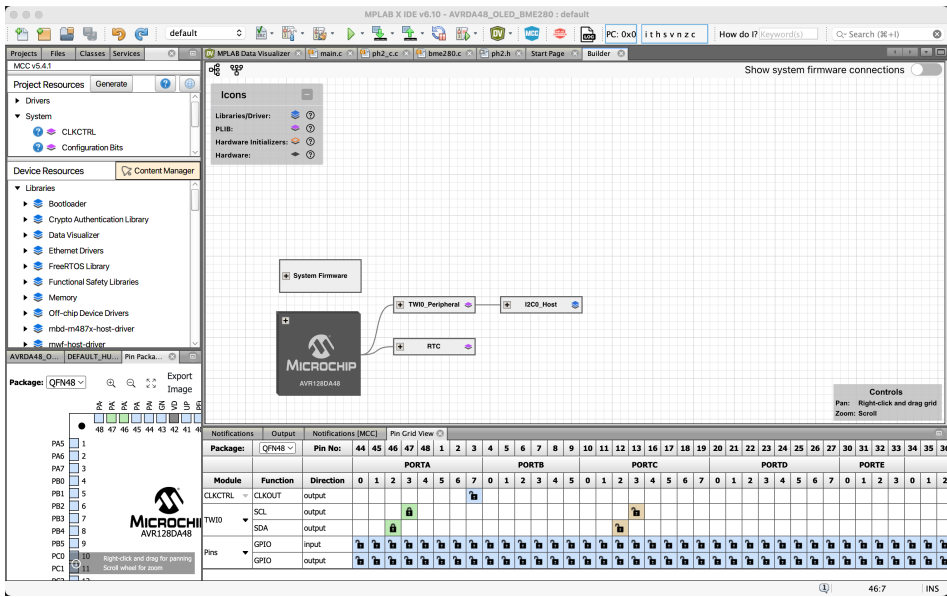 MPLAB X IDE v6.10 - AVRDA48_OLED_BME280 : default
default
PC: 0x0
i t h s v n z c
How do I?
Keyword(s)
Search (⌘+I)
DV
MCC
LOG
Projects
Files
Classes
Services
MPLAB Data Visualizer
main.c
ph2_c.c
bme280.c
ph2.h
Start Page
Builder
MCC v5.4.1
Project Resources
Generate
Drivers
System
CLKCTRL
Configuration Bits
Device Resources
Content Manager
Libraries
Bootloader
Crypto Authentication Library
Data Visualizer
Ethernet Drivers
FreeRTOS Library
Functional Safety Libraries
Memory
Off-chip Device Drivers
mbd-rn487x-host-driver
rnwf-host-driver
Show system firmware connections
Icons
Libraries/Driver:
PLIB:
Hardware Initializers:
Hardware:
System Firmware
TWI0_Peripheral
I2C0_Host
RTC
MICROCHIP
AVR128DA48
Controls
Pan: Right-click and drag grid
Zoom: Scroll
AVRDA48_O...
DEFAULT_HU...
Pin Packa...
Package:
QFN48
Export
Image
48 47 46 45 44 43 42 41
PA5 1
PA6 2
PA7 3
PB0 4
PB1 5
PB2 6
PB3 7
PB4 8
PB5 9
PC0 10
PC1 11
MICROCHI
AVR128DA48
Right-click and drag for panning
Scroll wheel for zoom
Notifications
Output
Notifications [MCC]
Pin Grid View
Package: QFN48 Pin No: 44 45 46 47 48 1 2 3 4 5 6 7 8 9 10 11 12 13 16 17 18 19 20 21 22 23 24 25 26 27 30 31 32 33 34 35
PORTA PORTB PORTC PORTD PORTE
Module Function Direction 0 1 2 3 4 5 6 7 0 1 2 3 4 5 0 1 2 3 4 5 6 7 0 1 2 3 4 5 6 7 0 1 2 3 0 1 2
CLKCTRL CLKOUT output
TWI0
SCL output
SDA output
Pins
GPIO input
GPIO output
46:7
INS